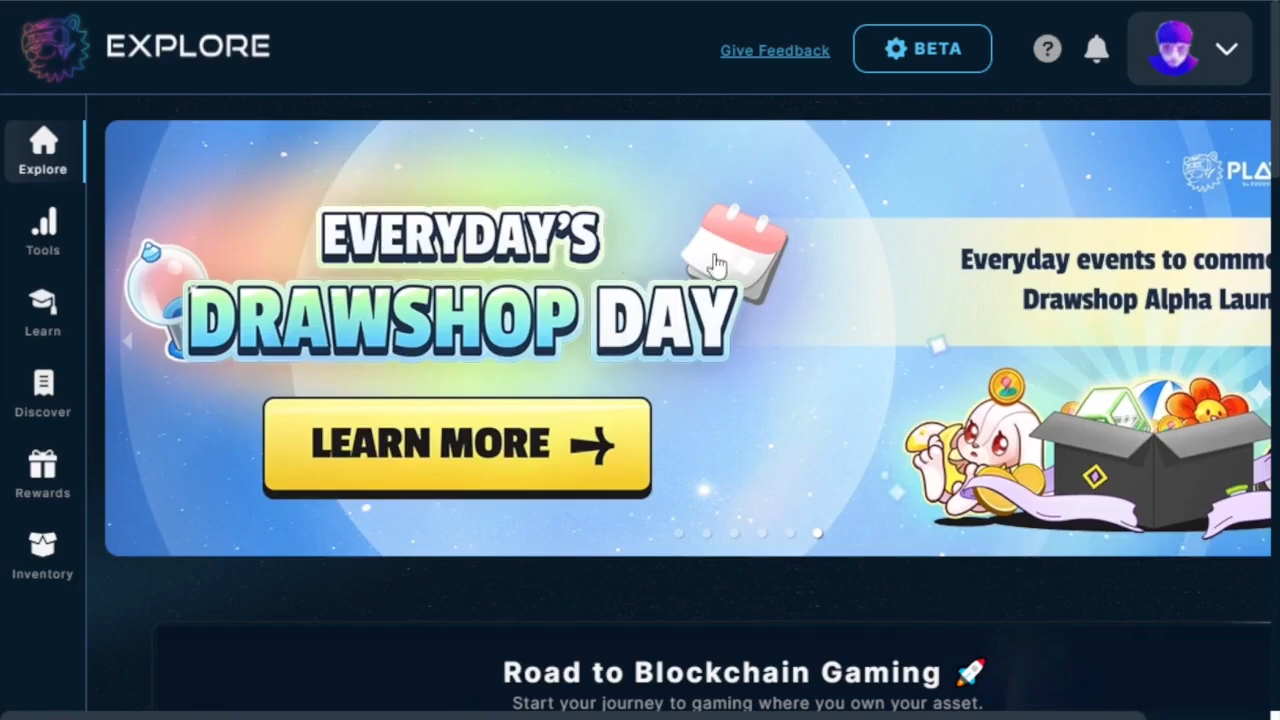 EXPLORE
Give Feedback
BETA
?
Explore
Tools
Learn
Discover
Rewards
Inventory
EVERYDAY'S
DRAWSHOP DAY
LEARN MORE
PLA
Everyday events to comme
Drawshop Alpha Laun
Road to Blockchain Gaming
Start your journey to gaming where you own your asset.